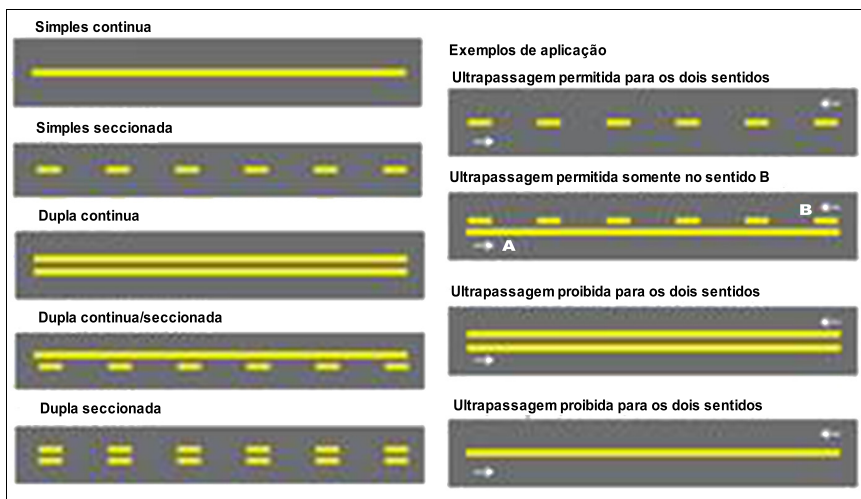 Simples continua
Simples seccionada
Dupla continua
Dupla continua/seccionada
Dupla seccionada
Exemplos de aplicação
Ultrapassagem permitida para os dois sentidos
Ultrapassagem permitida somente no sentido B
B
A
Ultrapassagem proibida para os dois sentidos
Ultrapassagem proibida para os dois sentidos